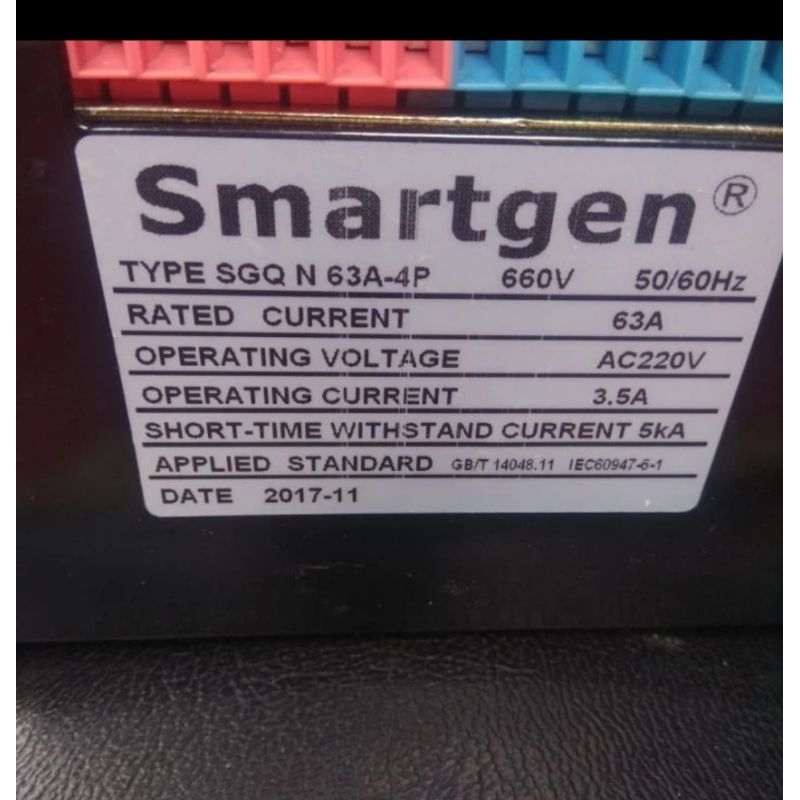 Smartgen ®
TYPE SGQ N 63A-4P 660V 50/60Hz
RATED CURRENT 63A
OPERATING VOLTAGE AC220V
OPERATING CURRENT 3.5A
SHORT-TIME WITHSTAND CURRENT 5kA
APPLIED STANDARD GB/T 14048.11 IEC60947-6-1
DATE 2017-11